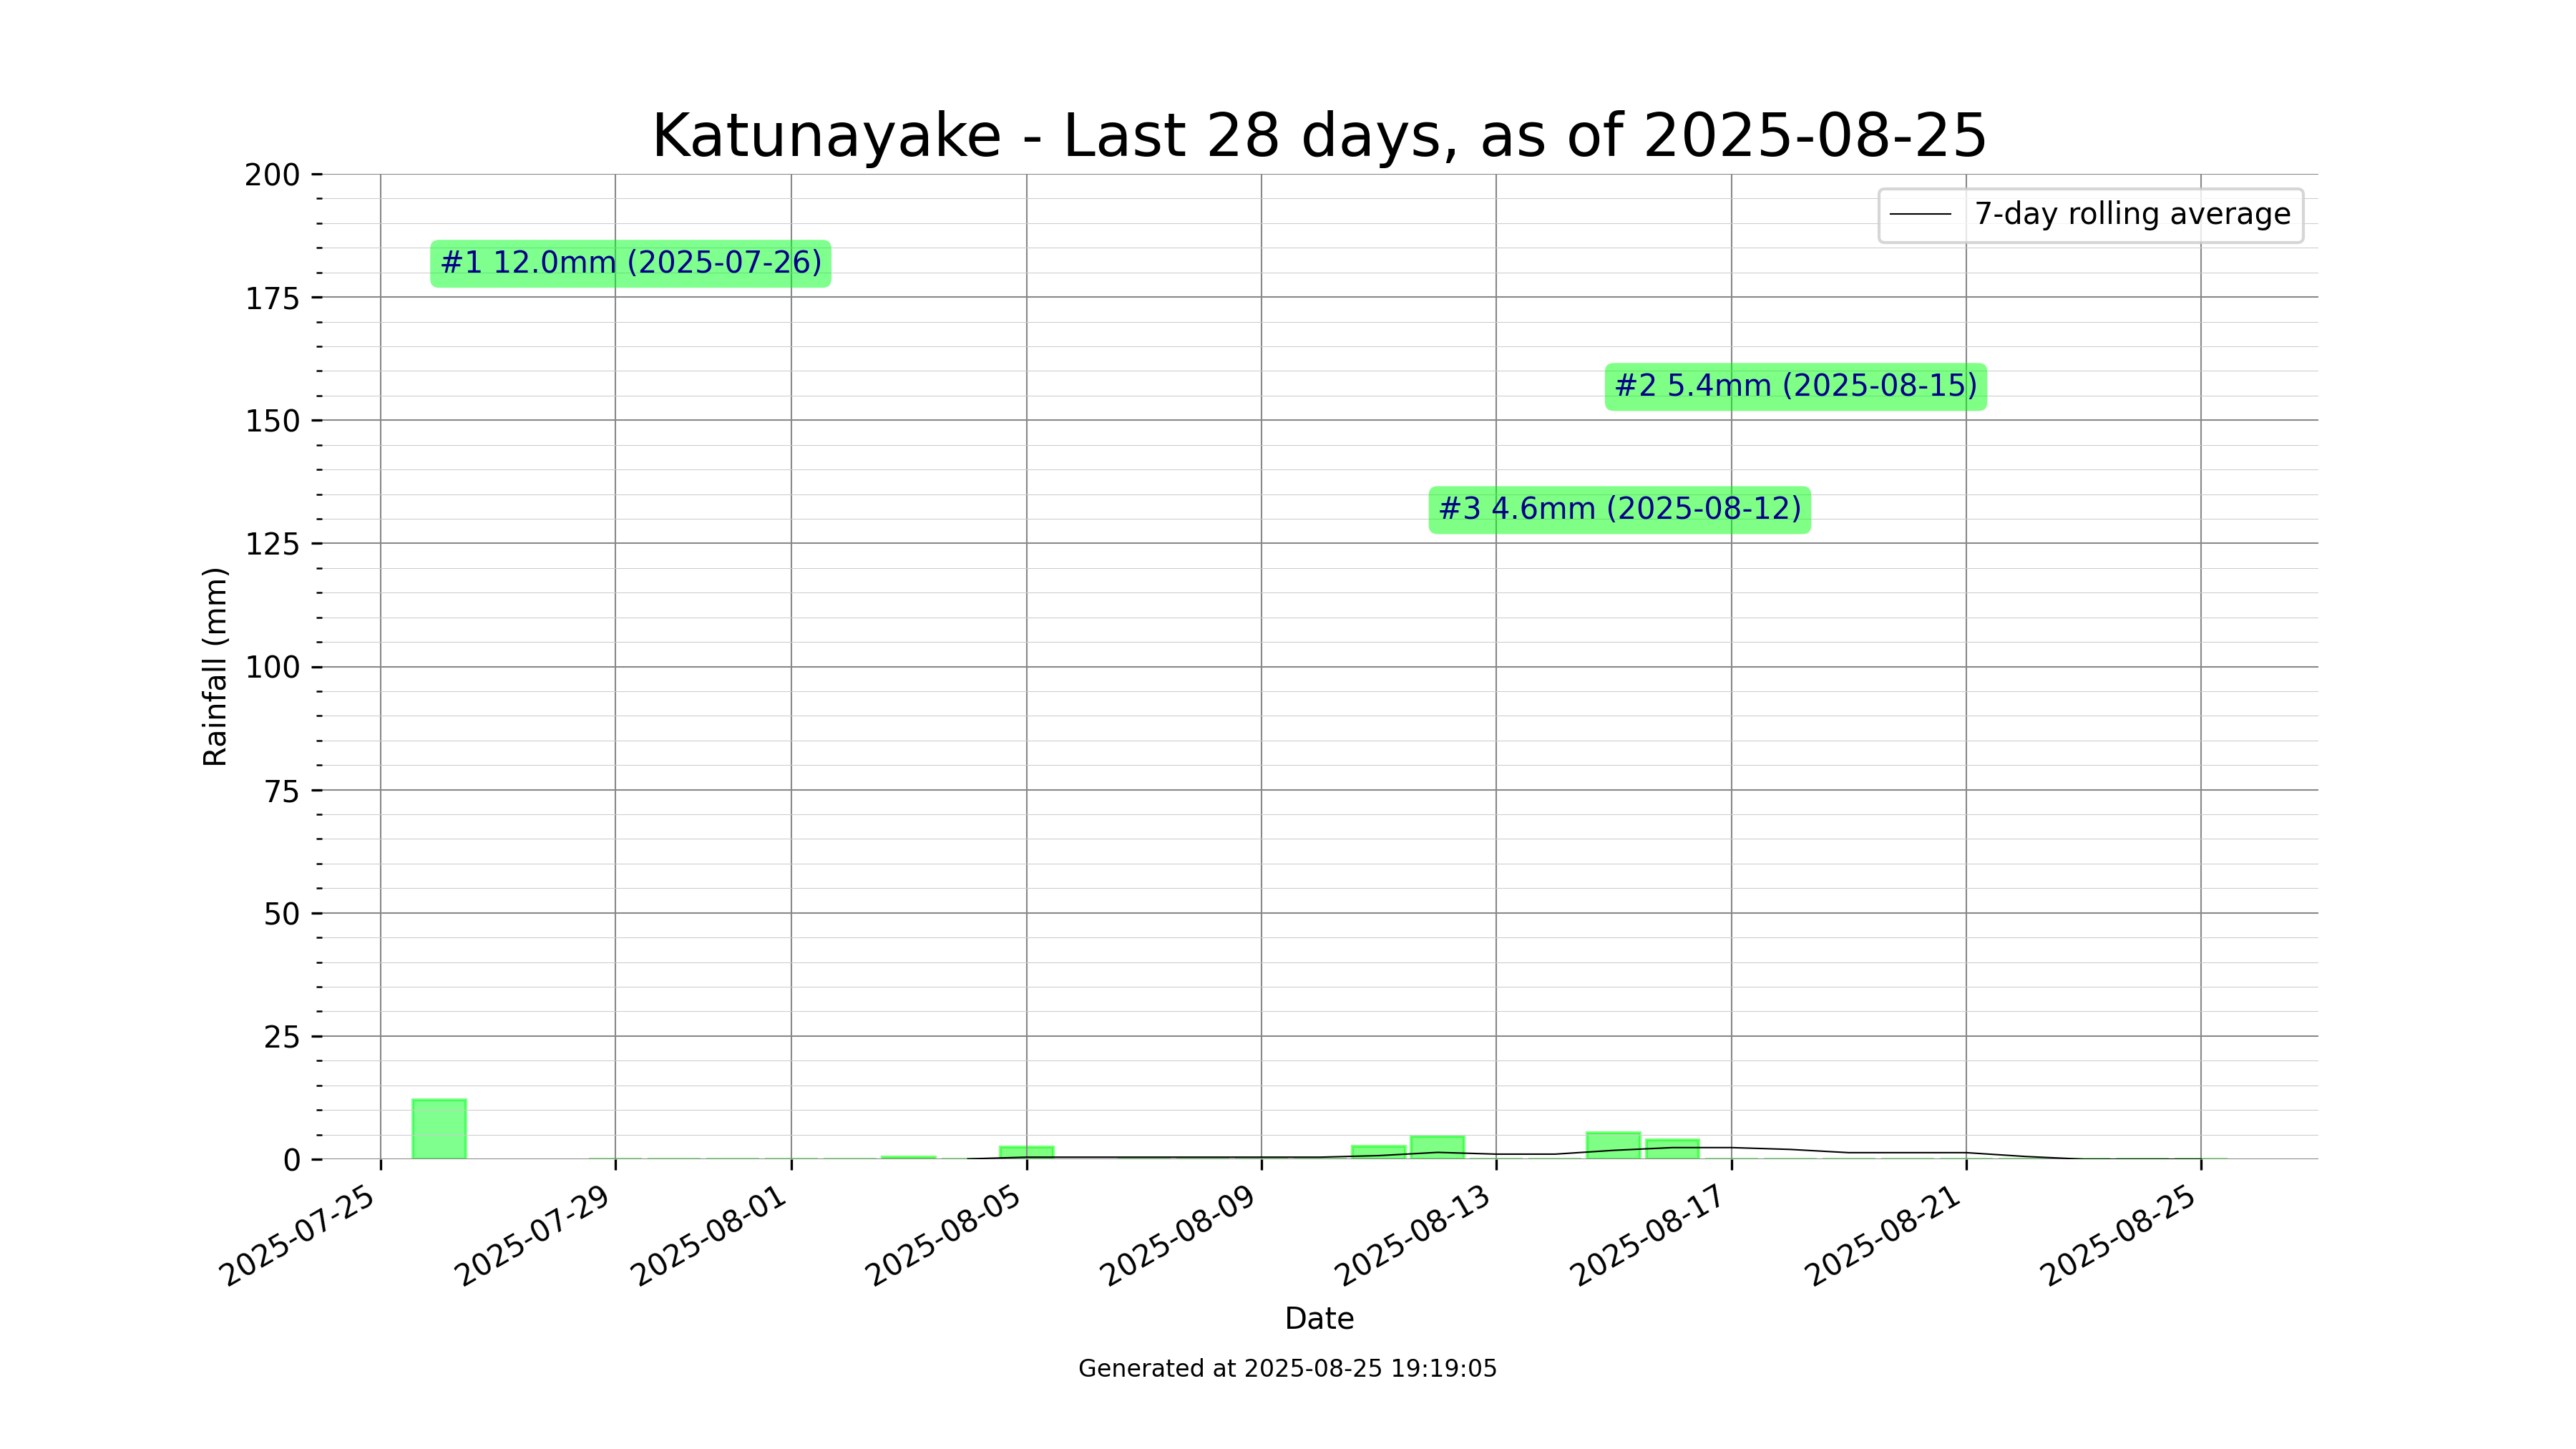 Katunayake - Last 28 days, as of 2025-08-25
7-day rolling average
#1 12.0mm (2025-07-26)
#2 5.4mm (2025-08-15)
#3 4.6mm (2025-08-12)
Rainfall (mm)
200
175
150
125
100
75
50
25
0
2025-07-25
2025-07-29
2025-08-01
2025-08-05
2025-08-09
2025-08-13
2025-08-17
2025-08-21
2025-08-25
Date
Generated at 2025-08-25 19:19:05